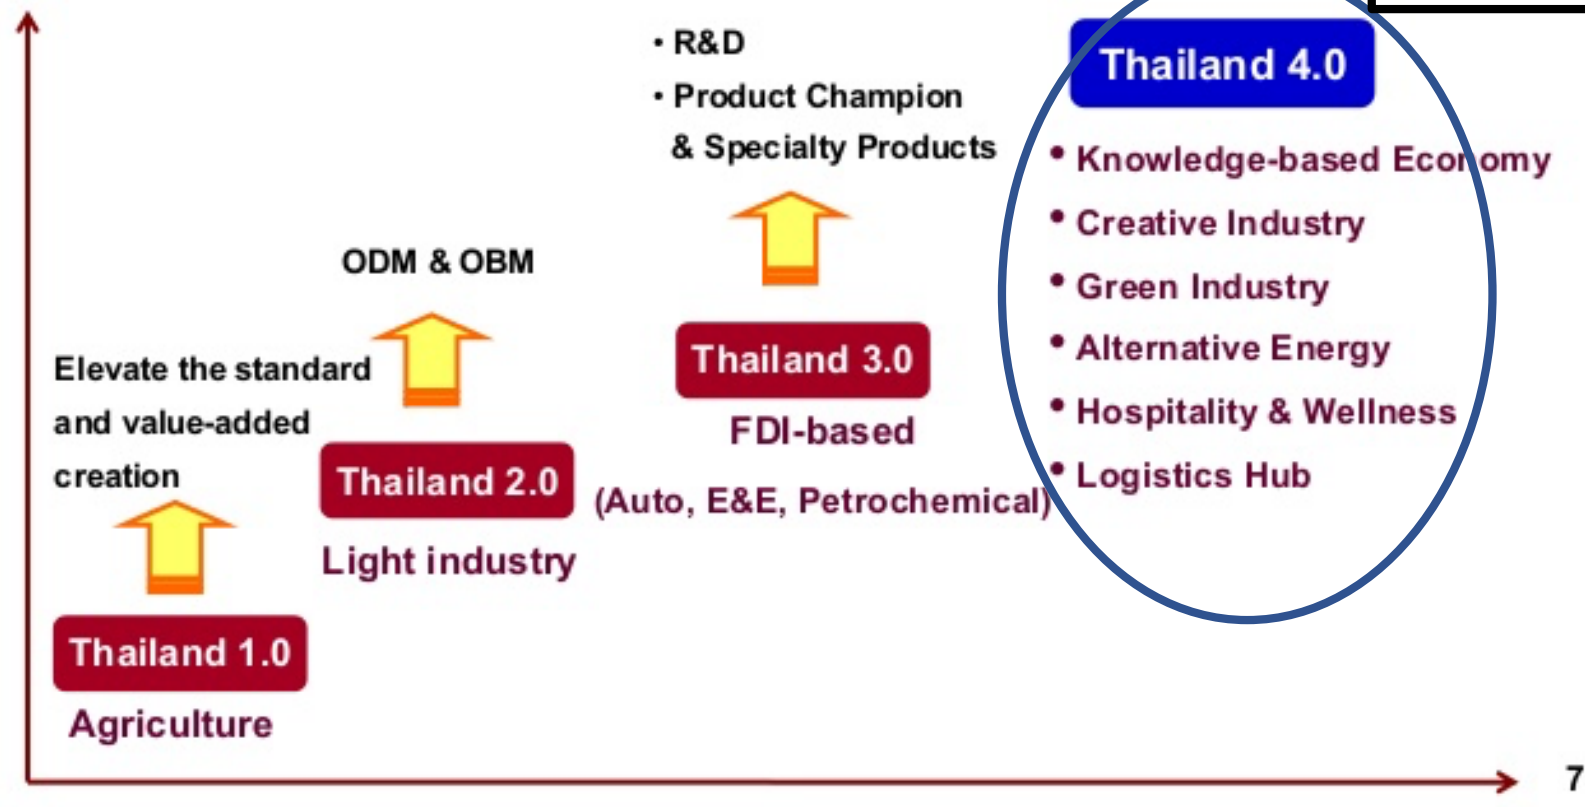 Thailand 1.0
Agriculture
Elevate the standard
and value-added
creation
Thailand 2.0
Light industry
ODM & OBM
Thailand 3.0
FDI-based
(Auto, E&E, Petrochemical)
• R&D
• Product Champion
& Specialty Products
Thailand 4.0
• Knowledge-based Economy
• Creative Industry
• Green Industry
• Alternative Energy
• Hospitality & Wellness
• Logistics Hub
7